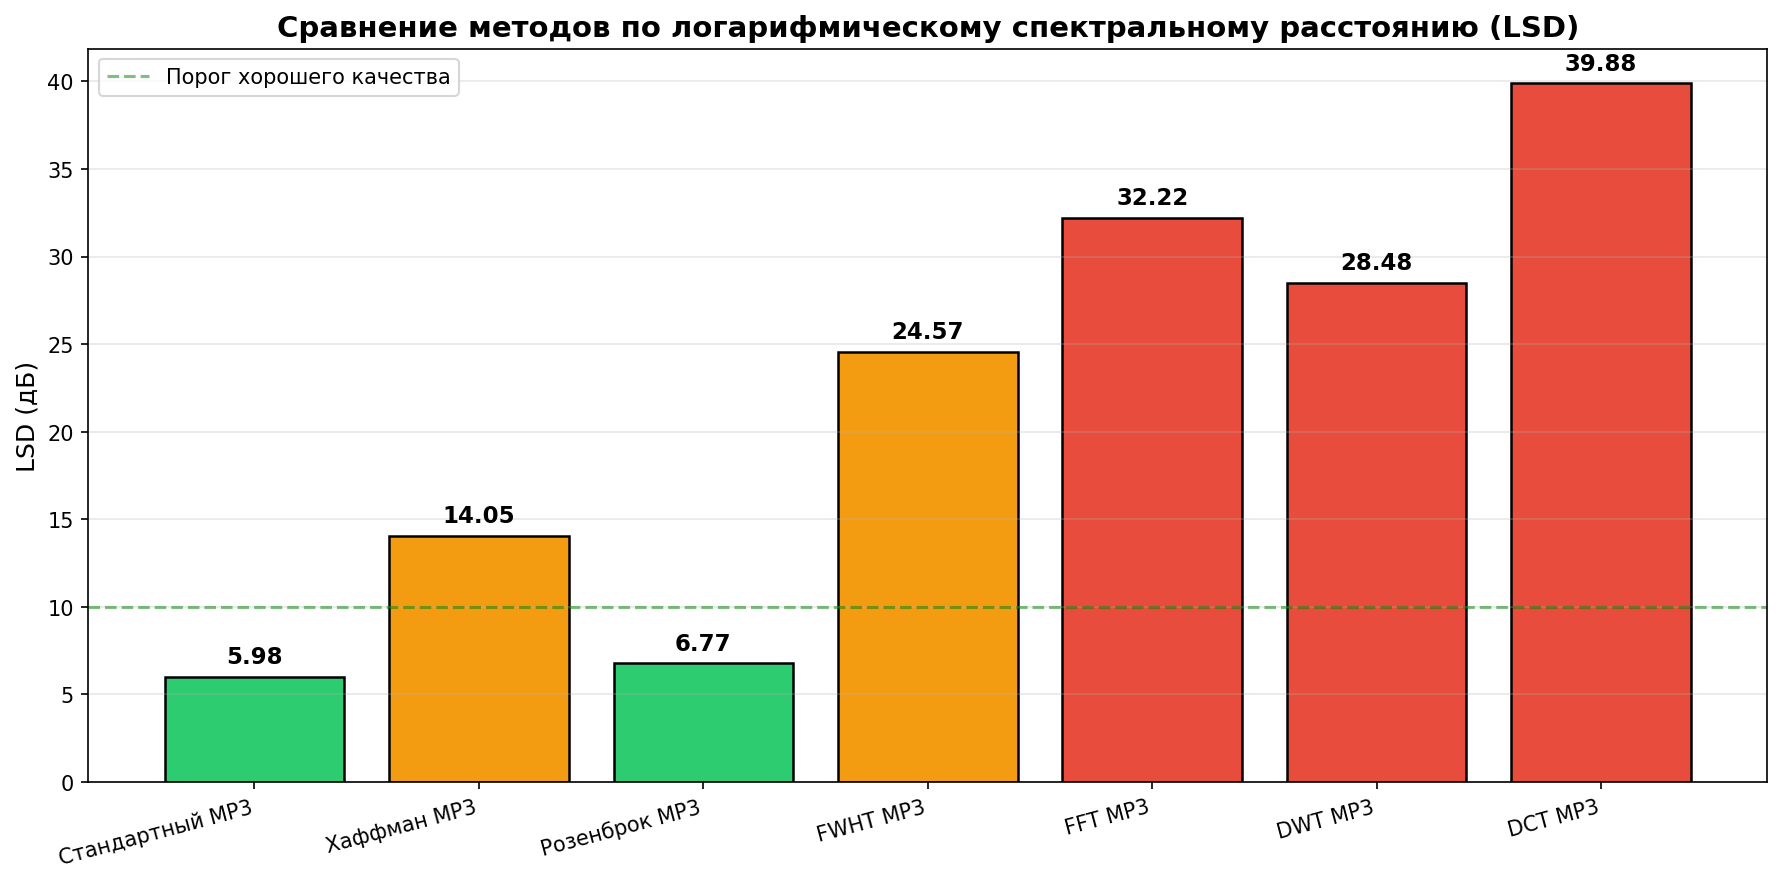 Сравнение методов по логарифмическому спектральному расстоянию (LSD)
Порог хорошего качества
LSD (дБ)
40
35
30
25
20
15
10
5
0
5.98
14.05
6.77
24.57
32.22
28.48
39.88
Стандартный MP3
Хаффман MP3
Розенброк MP3
FWHT MP3
FFT MP3
DWT MP3
DCT MP3